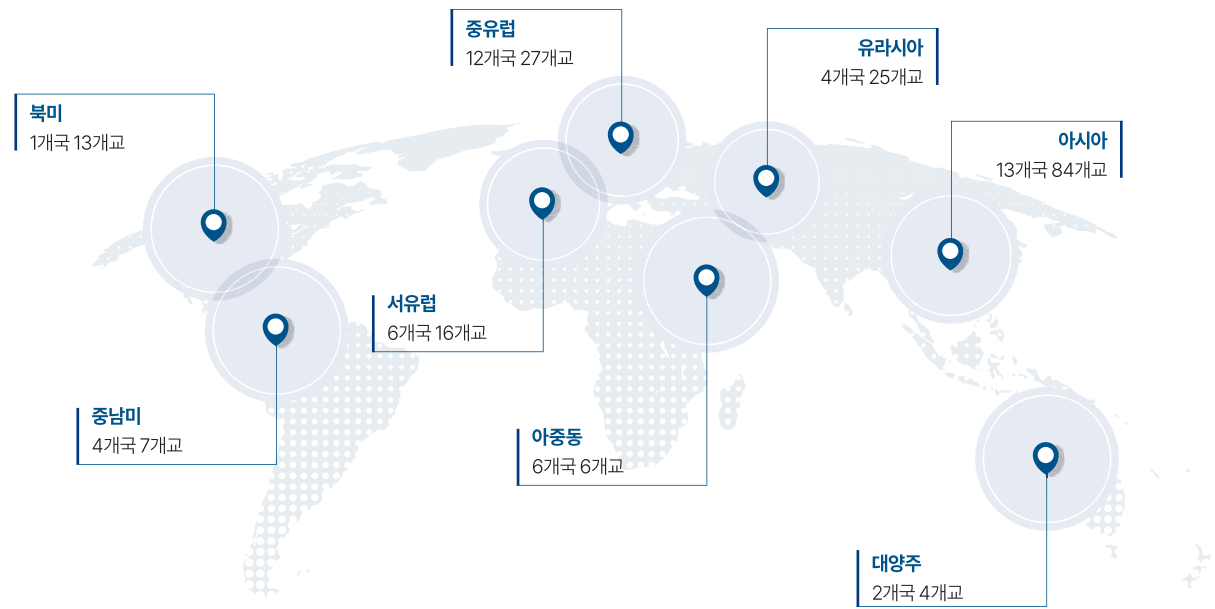 중유럽
12개국 27개교
유라시아
4개국 25개교
북미
1개국 13개교
아시아
13개국 84개교
서유럽
6개국 16개교
중남미
4개국 7개교
아중동
6개국 6개교
대양주
2개국 4개교